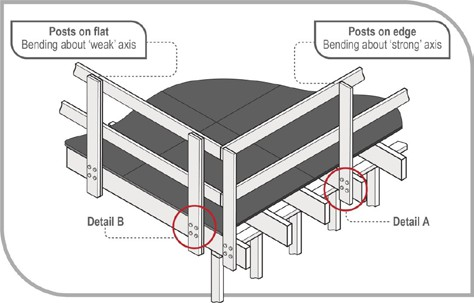 Posts on flat
Bending about 'weak' axis
Posts on edge
Bending about 'strong' axis
Detail B
Detail A